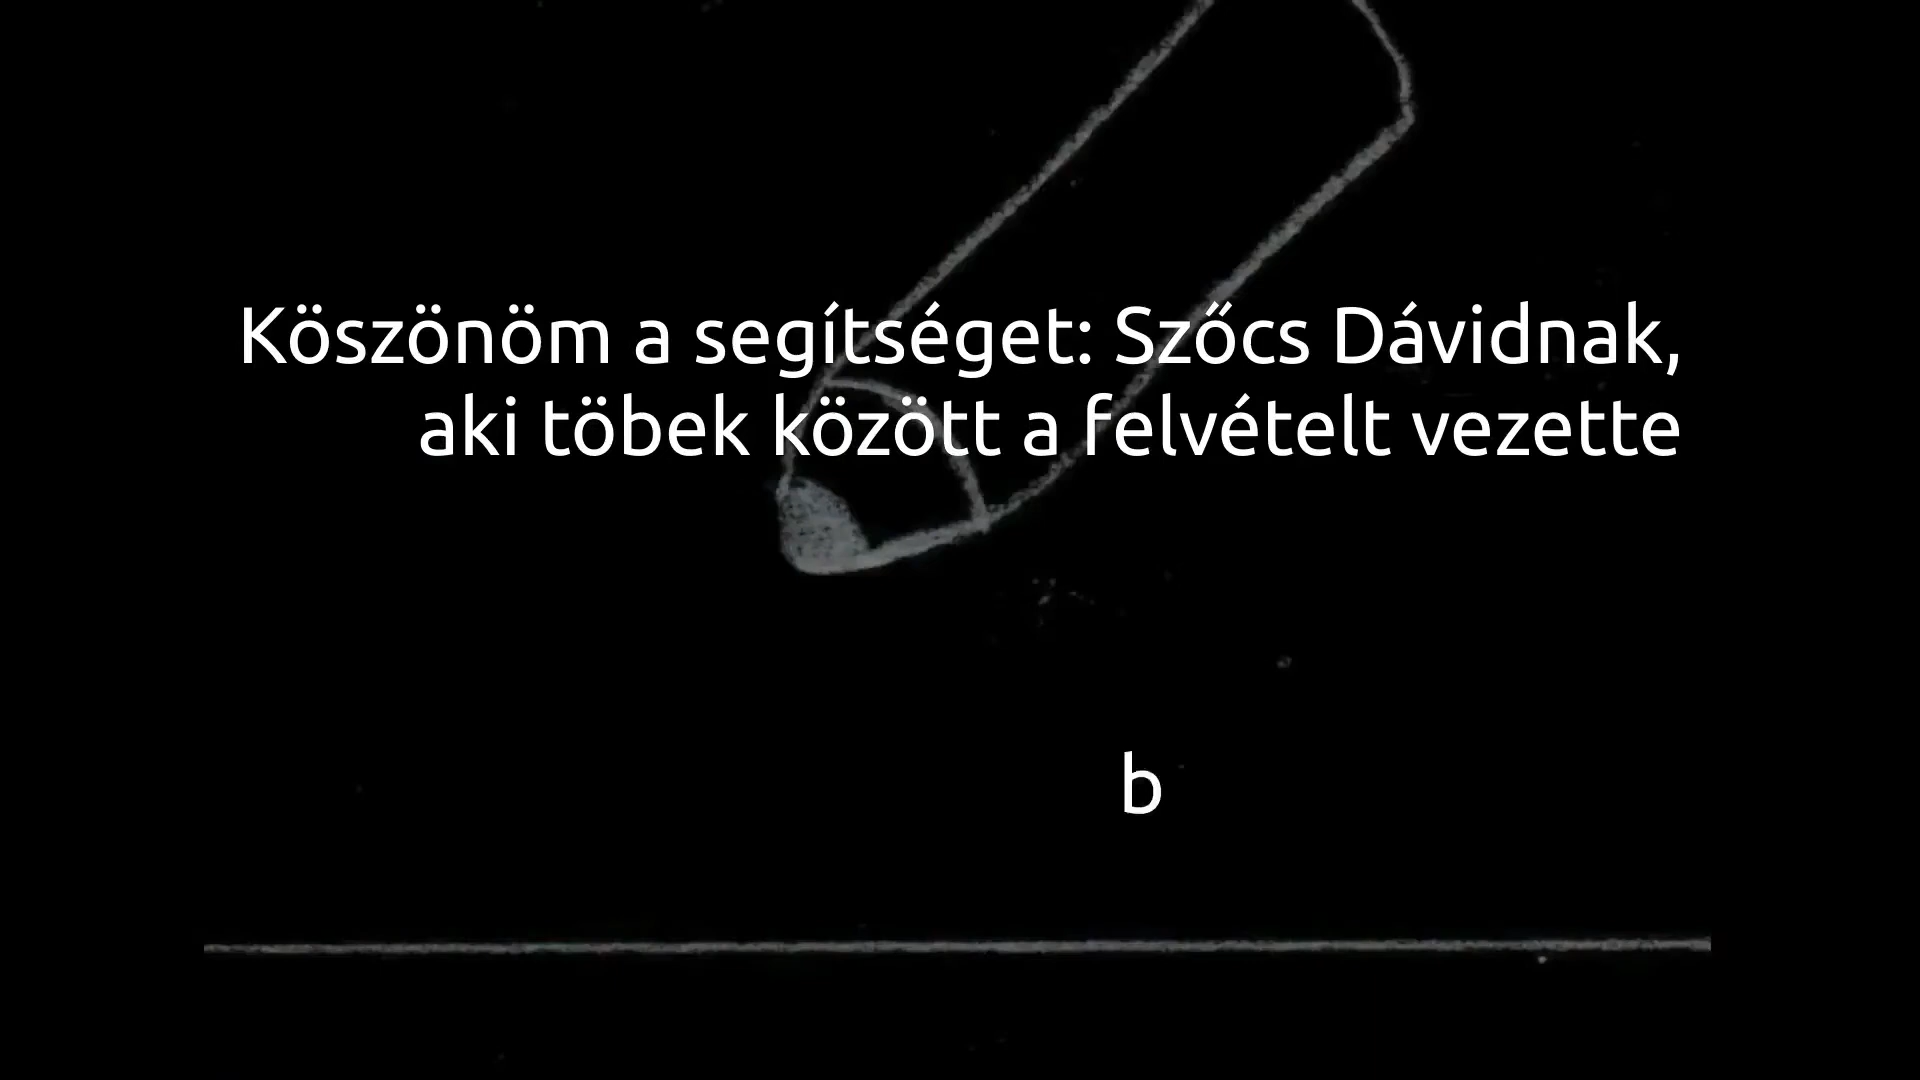 Köszönöm a segítséget: Szőcs Dávidnak,
aki töbek között a felvételt vezette
b